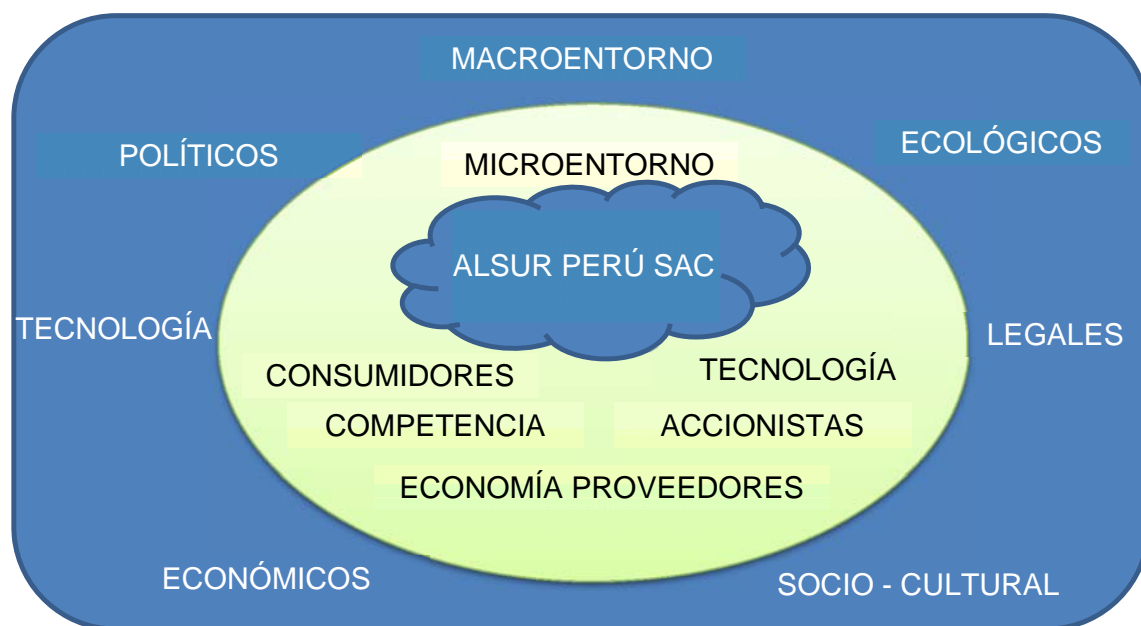 MACROENTORNO
POLÍTICOS
ECOLÓGICOS
MICROENTORNO
ALSUR PERÚ SAC
TECNOLOGÍA
LEGALES
CONSUMIDORES
TECNOLOGÍA
COMPETENCIA
ACCIONISTAS
ECONOMÍA PROVEEDORES
ECONÓMICOS
SOCIO - CULTURAL